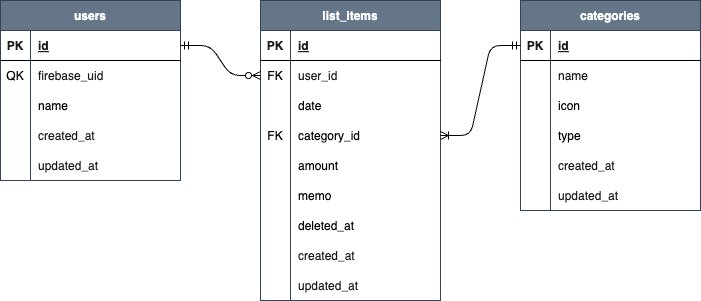 users
PK id
QK firebase_uid
name
created_at
updated_at
list_items
PK id
FK user_id
date
FK category_id
amount
memo
deleted_at
created_at
updated_at
categories
PK id
name
icon
type
created_at
updated_at